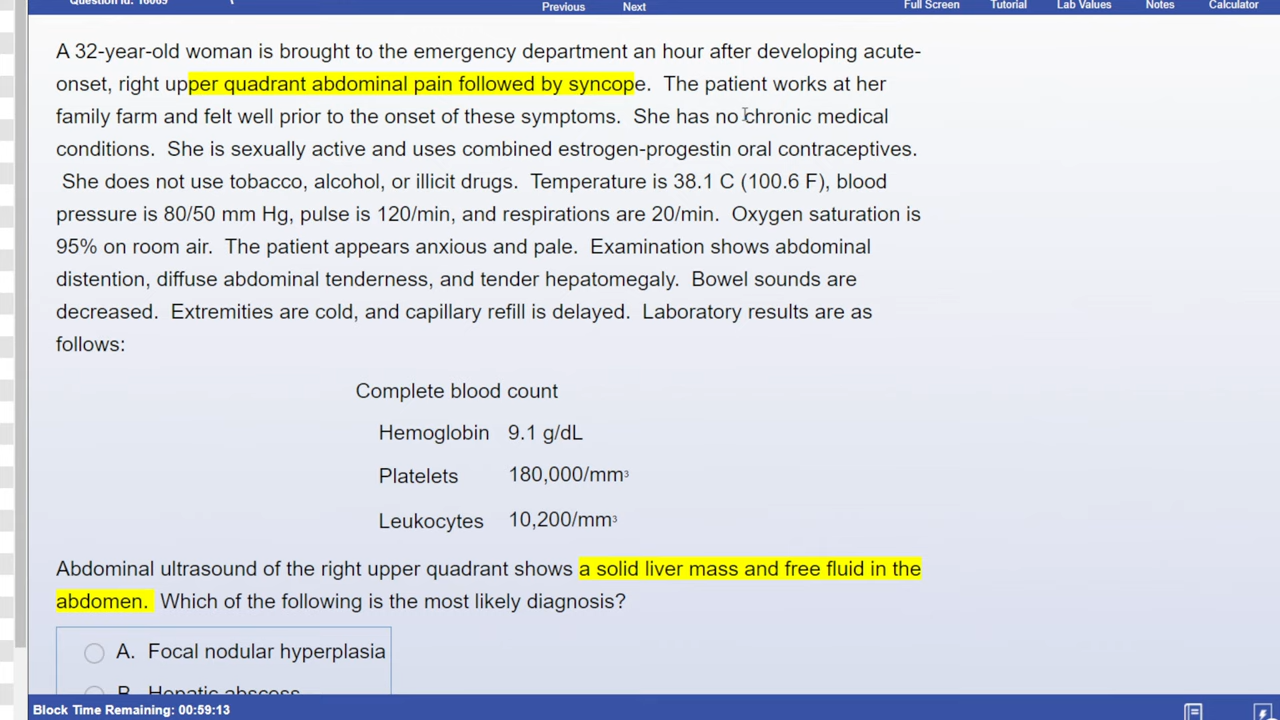 Question Id: 16069
Previous Next Full Screen Tutorial Lab Values Notes Calculator
A 32-year-old woman is brought to the emergency department an hour after developing acute-
onset, right upper quadrant abdominal pain followed by syncope. The patient works at her
family farm and felt well prior to the onset of these symptoms. She has no chronic medical
conditions. She is sexually active and uses combined estrogen-progestin oral contraceptives.
She does not use tobacco, alcohol, or illicit drugs. Temperature is 38.1 C (100.6 F), blood
pressure is 80/50 mm Hg, pulse is 120/min, and respirations are 20/min. Oxygen saturation is
95% on room air. The patient appears anxious and pale. Examination shows abdominal
distention, diffuse abdominal tenderness, and tender hepatomegaly. Bowel sounds are
decreased. Extremities are cold, and capillary refill is delayed. Laboratory results are as
follows:
Complete blood count
Hemoglobin 9.1 g/dL
Platelets 180,000/mm³
Leukocytes 10,200/mm³
Abdominal ultrasound of the right upper quadrant shows a solid liver mass and free fluid in the
abdomen. Which of the following is the most likely diagnosis?
A. Focal nodular hyperplasia
B. Hepatic abscess
Block Time Remaining: 00:59:13